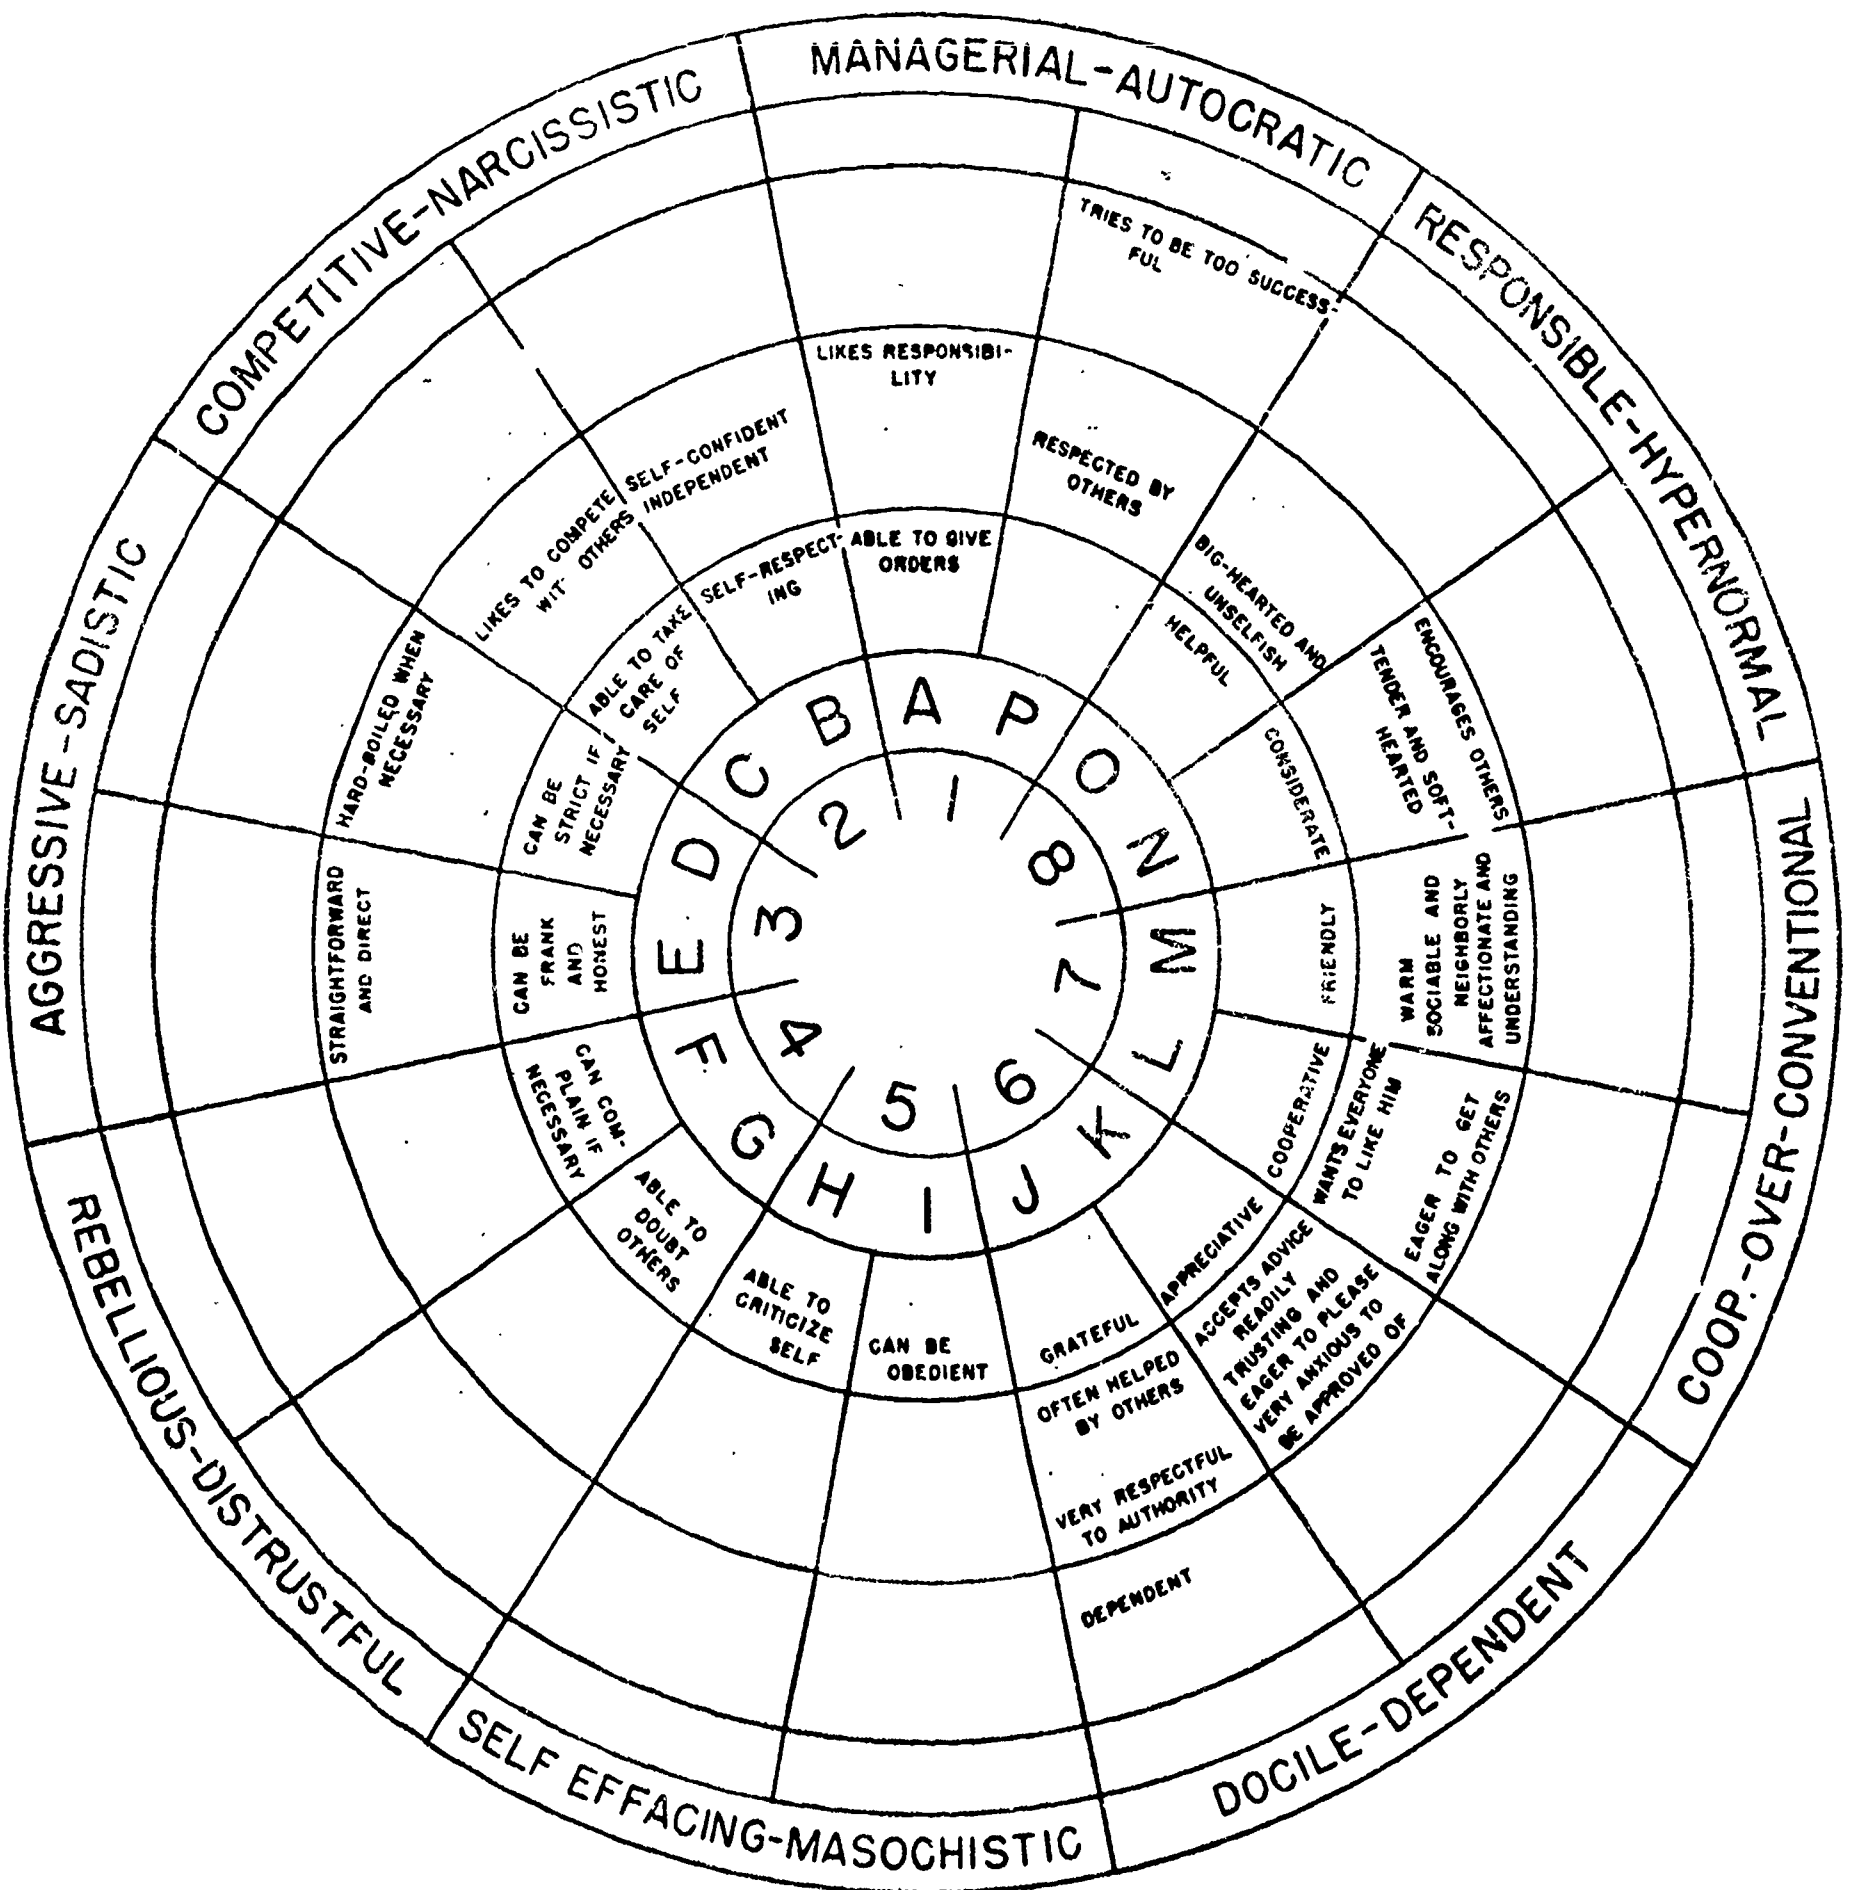 MANAGERIAL-AUTOCRATIC
RESPONSIBLE-HYPERNORMAL
COOP.-OVER-CONVENTIONAL
DOCILE-DEPENDENT
SELF EFFACING-MASOCHISTIC
REBELLIOUS-DISTRUSTFUL
AGGRESSIVE-SADISTIC
COMPETITIVE-NARCISSISTIC
TRIES TO BE TOO SUCCESS-
FUL
LIKES RESPONSIBI-
LITY
RESPECTED BY
OTHERS
ABLE TO GIVE
ORDERS
BIG-HEARTED AND
UNSELFISH
HELPFUL
ENCOURAGES OTHERS
TENDER AND SOFT-
HEARTED
CONSIDERATE
WARM
SOCIABLE AND
NEIGHBORLY
AFFECTIONATE AND
UNDERSTANDING
FRIENDLY
COOPERATIVE
WANTS EVERYONE
TO LIKE HIM
EAGER TO GET
ALONG WITH OTHERS
APPRECIATIVE
ACCEPTS ADVICE
READILY
TRUSTING AND
EAGER TO PLEASE
VERY ANXIOUS TO
BE APPROVED OF
GRATEFUL
OFTEN HELPED
BY OTHERS
VERY RESPECTFUL
TO AUTHORITY
DEPENDENT
CAN BE
OBEDIENT
ABLE TO
CRITICIZE
SELF
ABLE TO
DOUBT
OTHERS
CAN COM-
PLAIN IF
NECESSARY
CAN BE
FRANK
AND
HONEST
STRAIGHTFORWARD
AND DIRECT
HARD-BOILED WHEN
NECESSARY
CAN BE
STRICT IF
NECESSARY
ABLE TO TAKE
CARE OF
SELF
LIKES TO COMPETE
WIT OTHERS
SELF-CONFIDENT
INDEPENDENT
SELF-RESPECT-
ING
A
P
O
N
M
L
K
J
I
H
G
F
E
D
C
B
1
8
7
6
5
4
3
2